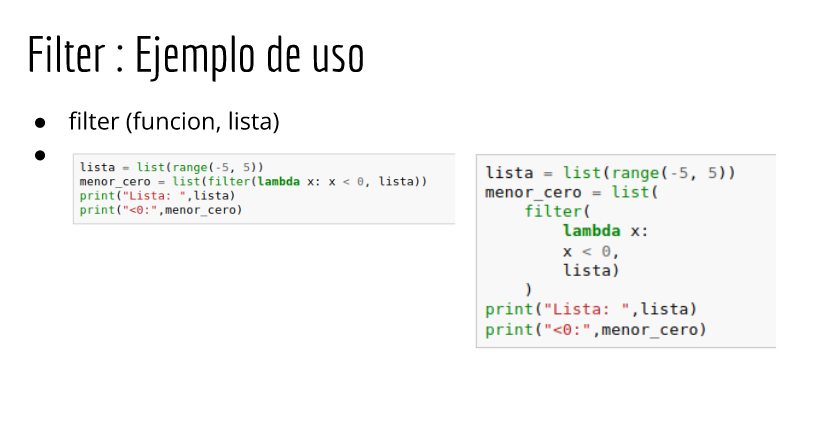 Filter : Ejemplo de uso
● filter (funcion, lista)
●
lista = list(range(-5, 5))
menor_cero = list(filter(lambda x: x < 0, lista))
print("Lista: ",lista)
print("<0:",menor_cero)
lista = list(range(-5, 5))
menor_cero = list(
    filter(
        lambda x:
        x < 0,
        lista)
    )
print("Lista: ",lista)
print("<0:",menor_cero)